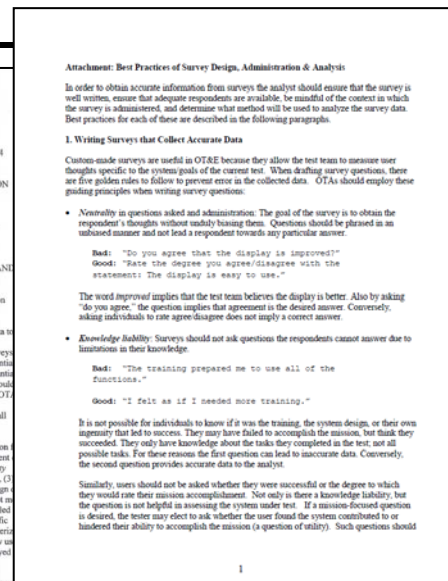 Attachment: Best Practices of Survey Design, Administration & Analysis
In order to obtain accurate information from surveys the analyst should ensure that the survey is
well written, ensure that adequate respondents are available, be mindful of the context in which
the survey is administered, and determine what method will be used to analyze the survey data.
Best practices for each of these are described in the following paragraphs.
1. Writing Surveys that Collect Accurate Data
Custom-made surveys are useful in OT&E because they allow the test team to measure user
thoughts specific to the system/goals of the current test. When drafting survey questions, there
are five golden rules to follow to prevent error in the collected data. OTAs should employ these
guiding principles when writing survey questions:
• Neutrality in questions asked and administration: The goal of the survey is to obtain the
respondent's thoughts without unduly biasing them. Questions should be phrased in an
unbiased manner and not lead a respondent towards any particular answer.
Bad: "Do you agree that the display is improved?"
Good: "Rate the degree you agree/disagree with the
statement: The display is easy to use."
The word improved implies that the test team believes the display is better. Also by asking
"do you agree," the question implies that agreement is the desired answer. Conversely,
asking individuals to rate agree/disagree does not imply a correct answer.
• Knowledge liability: Surveys should not ask questions the respondents cannot answer due to
limitations in their knowledge.
Bad: "The training prepared me to use all of the
functions."
Good: "I felt as if I needed more training."
It is not possible for individuals to know if it was the training, the system design, or their own
ingenuity that led to success. They may have failed to accomplish the mission, but think they
succeeded. They only have knowledge about the tasks they completed in the test; not all
possible tasks. For these reasons the first question can lead to inaccurate data. Conversely,
the second question provides accurate data to the analyst.
Similarly, users should not be asked whether they were successful or the degree to which
they would rate their mission accomplishment. Not only is there a knowledge liability, but
the question is not helpful in assessing the system under test. If a mission-focused question
is desired, the tester may elect to ask whether the user found the system contributed to or
hindered their ability to accomplish the mission (a question of utility). Such questions should
1